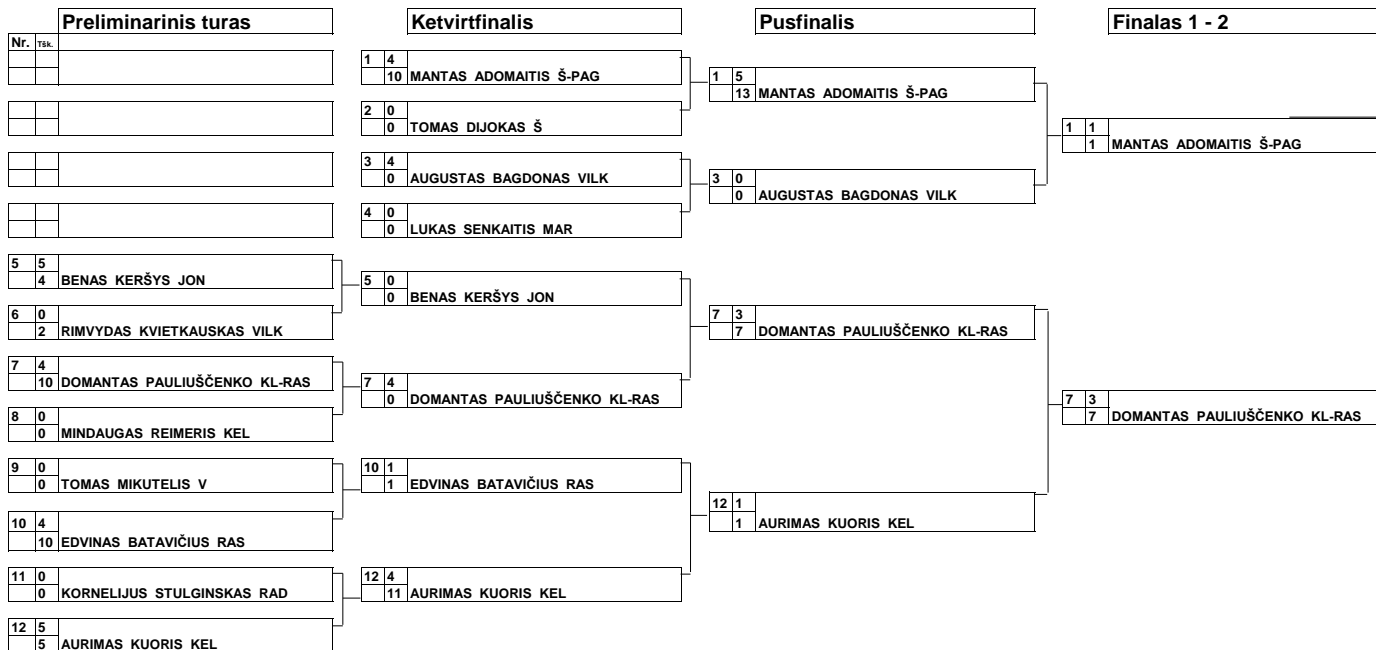 Preliminarinis turas
Ketvirtfinalis
Pusfinalis
Finalas 1 - 2
Nr. Tšk.
1 4
10 MANTAS ADOMAITIS Š-PAG
2 0
0 TOMAS DIJOKAS Š
3 4
0 AUGUSTAS BAGDONAS VILK
4 0
0 LUKAS SENKAITIS MAR
1 5
13 MANTAS ADOMAITIS Š-PAG
3 0
0 AUGUSTAS BAGDONAS VILK
1 1
1 MANTAS ADOMAITIS Š-PAG
5 5
4 BENAS KERŠYS JON
6 0
2 RIMVYDAS KVIETKAUSKAS VILK
7 4
10 DOMANTAS PAULIUŠČENKO KL-RAS
8 0
0 MINDAUGAS REIMERIS KEL
9 0
0 TOMAS MIKUTELIS V
10 4
10 EDVINAS BATAVIČIUS RAS
11 0
0 KORNELIJUS STULGINSKAS RAD
12 5
5 AURIMAS KUORIS KEL
5 0
0 BENAS KERŠYS JON
7 4
0 DOMANTAS PAULIUŠČENKO KL-RAS
10 1
1 EDVINAS BATAVIČIUS RAS
12 4
11 AURIMAS KUORIS KEL
7 3
7 DOMANTAS PAULIUŠČENKO KL-RAS
12 1
1 AURIMAS KUORIS KEL
7 3
7 DOMANTAS PAULIUŠČENKO KL-RAS